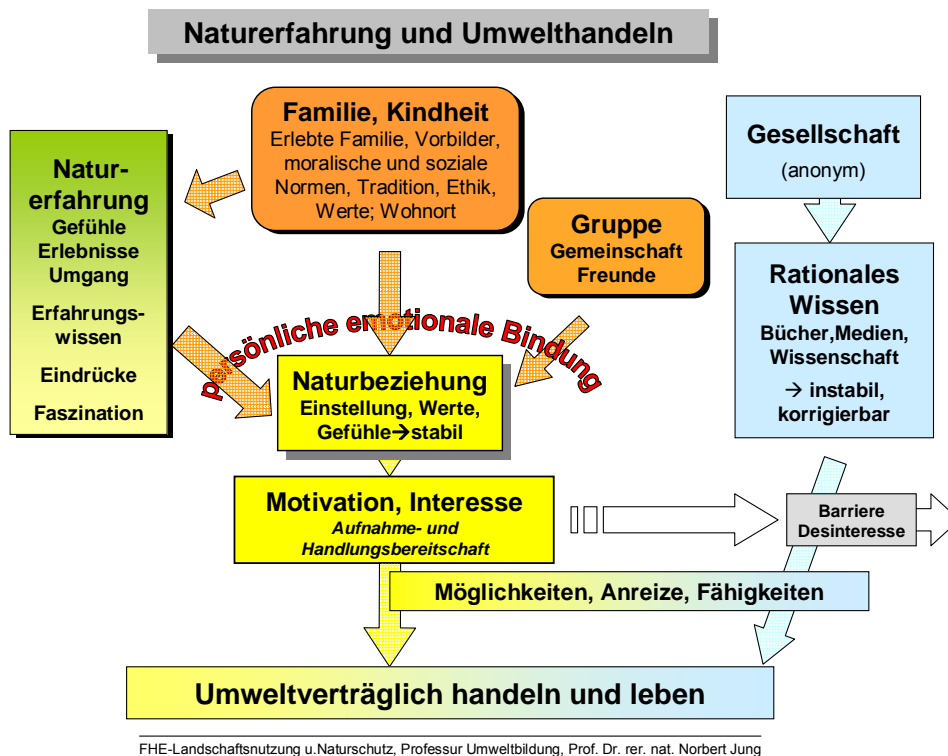 Naturerfahrung und Umwelthandeln
Familie, Kindheit
Erlebte Familie, Vorbilder,
moralische und soziale
Normen, Tradition, Ethik,
Werte; Wohnort
Gesellschaft
(anonym)
Natur-
erfahrung
Gefühle
Erlebnisse
Umgang
Erfahrungs-
wissen
Eindrücke
Faszination
Gruppe
Gemeinschaft
Freunde
Rationales
Wissen
Bücher,Medien,
Wissenschaft
→ instabil,
korrigierbar
persönliche emotionale Bindung
Naturbeziehung
Einstellung, Werte,
Gefühle→stabil
Motivation, Interesse
Aufnahme- und
Handlungsbereitschaft
Barriere
Desinteresse
Möglichkeiten, Anreize, Fähigkeiten
Umweltverträglich handeln und leben
FHE-Landschaftsnutzung u.Naturschutz, Professur Umweltbildung, Prof. Dr. rer. nat. Norbert Jung